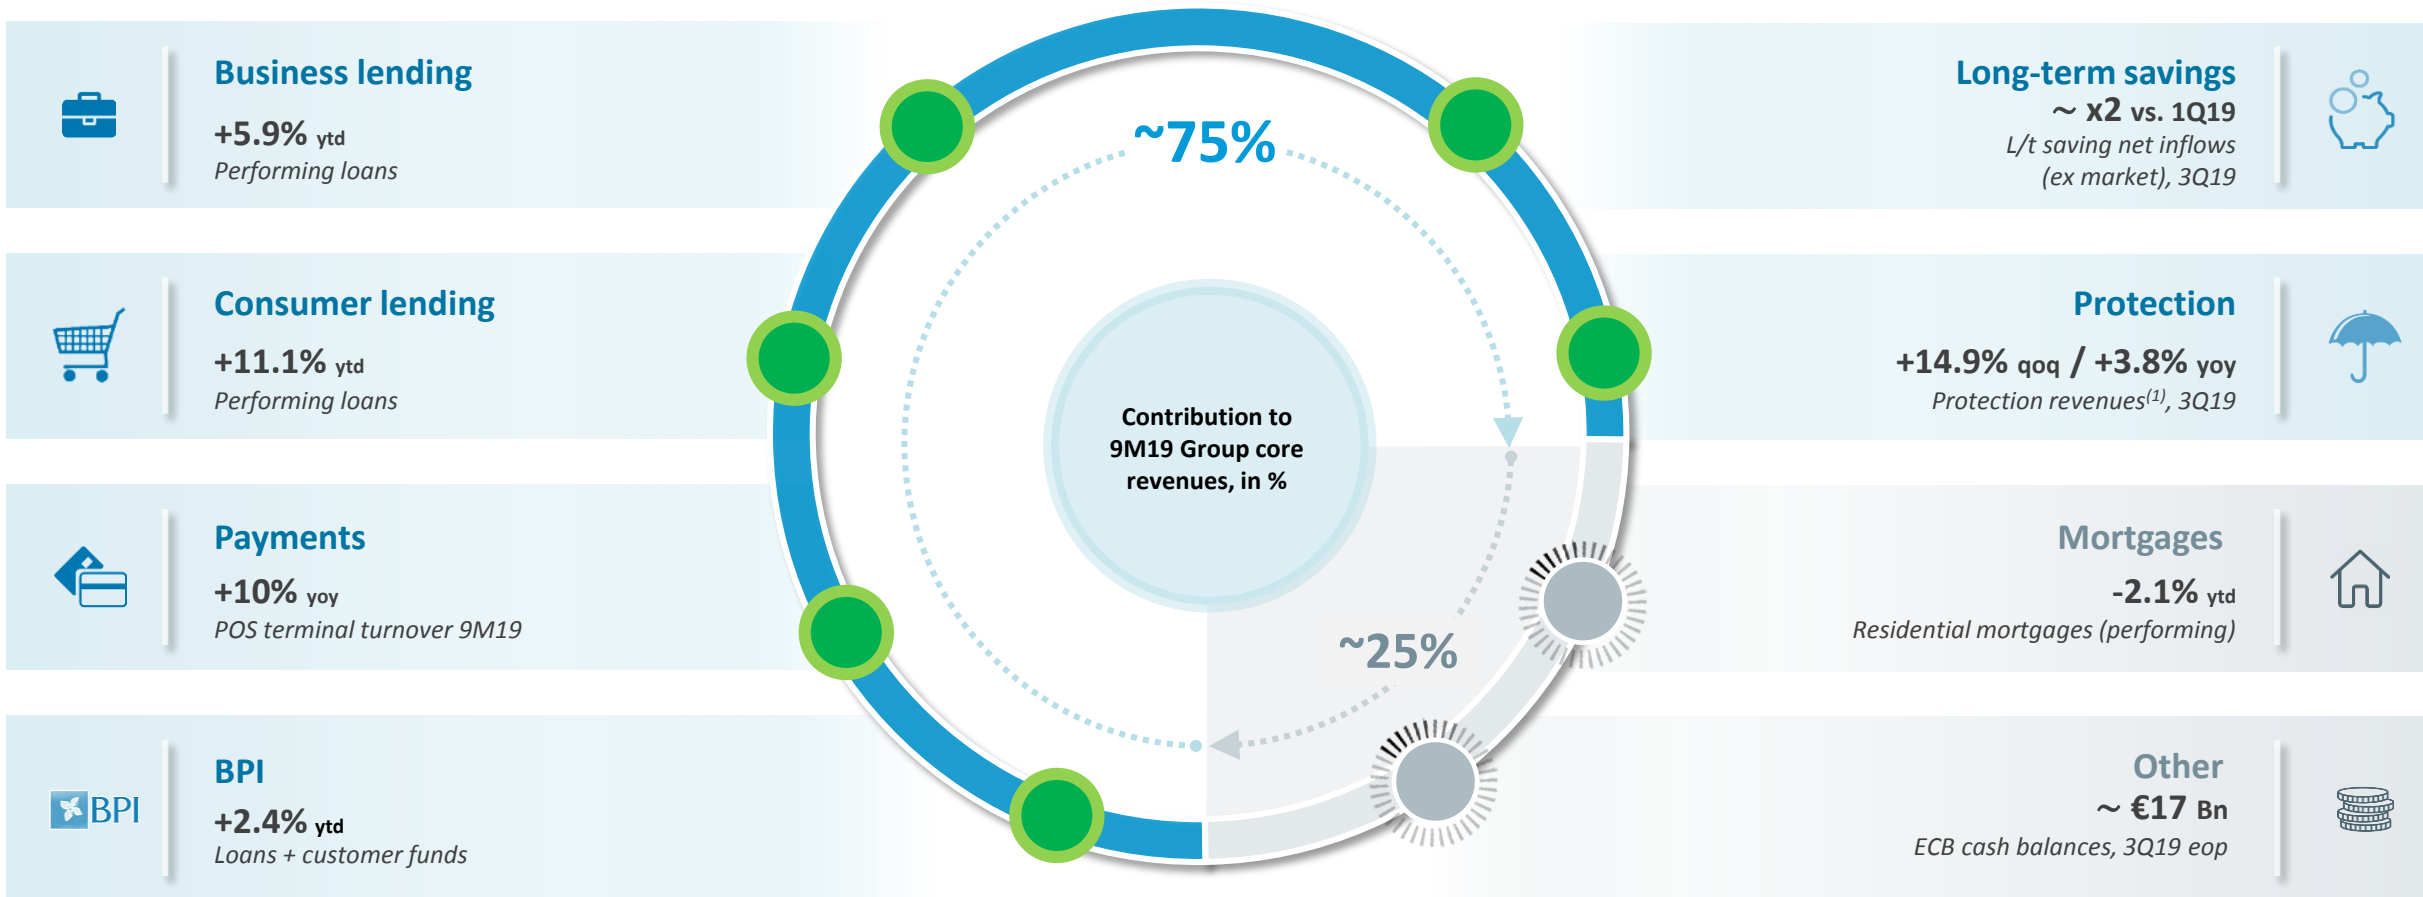 Business lending
+5.9% ytd
Performing loans
Consumer lending
+11.1% ytd
Performing loans
Payments
+10% yoy
POS terminal turnover 9M19
BPI
BPI
+2.4% ytd
Loans + customer funds
~75%
Contribution to
9M19 Group core
revenues, in %
~25%
Long-term savings
~ x2 vs. 1Q19
L/t saving net inflows
(ex market), 3Q19
Protection
+14.9% qoq / +3.8% yoy
Protection revenues(1), 3Q19
Mortgages
-2.1% ytd
Residential mortgages (performing)
Other
~ €17 Bn
ECB cash balances, 3Q19 eop